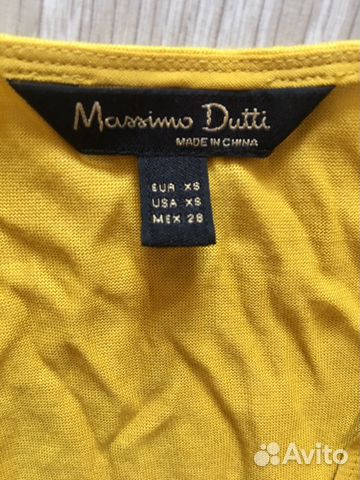 Massimo Dutti
MADE IN CHINA
EUR XS
USA XS
MEX 28
Avito